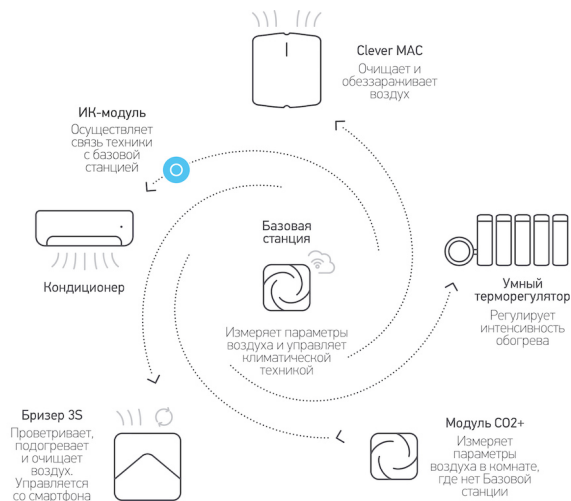 Clever MAC
Очищает и
обеззараживает
воздух
ИК-модуль
Осуществляет
связь техники
с базовой
станцией
Кондиционер
Базовая
станция
Измеряет параметры
воздуха и управляет
климатической
техникой
Умный
терморегулятор
Регулирует
интенсивность
обогрева
Бризер 3S
Проветривает,
подогревает
и очищает
воздух.
Управляется
со смартфона
Модуль CO2+
Измеряет
параметры
воздуха в комнате,
где нет Базовой
станции